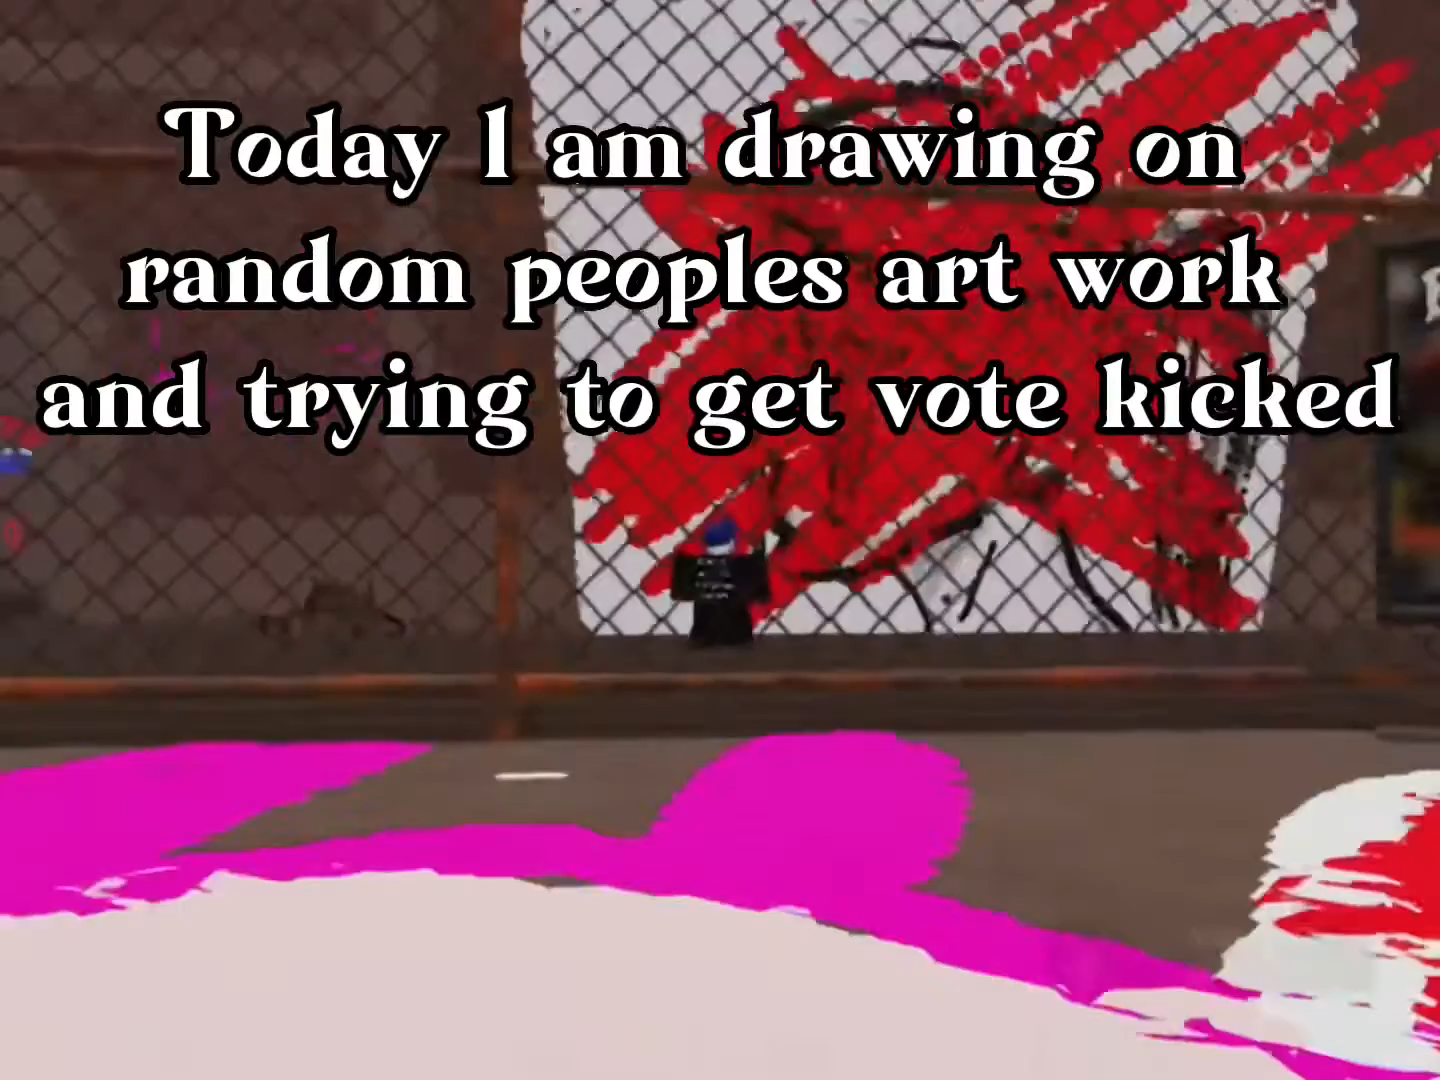 Today I am drawing on
random peoples art work
and trying to get vote kicked